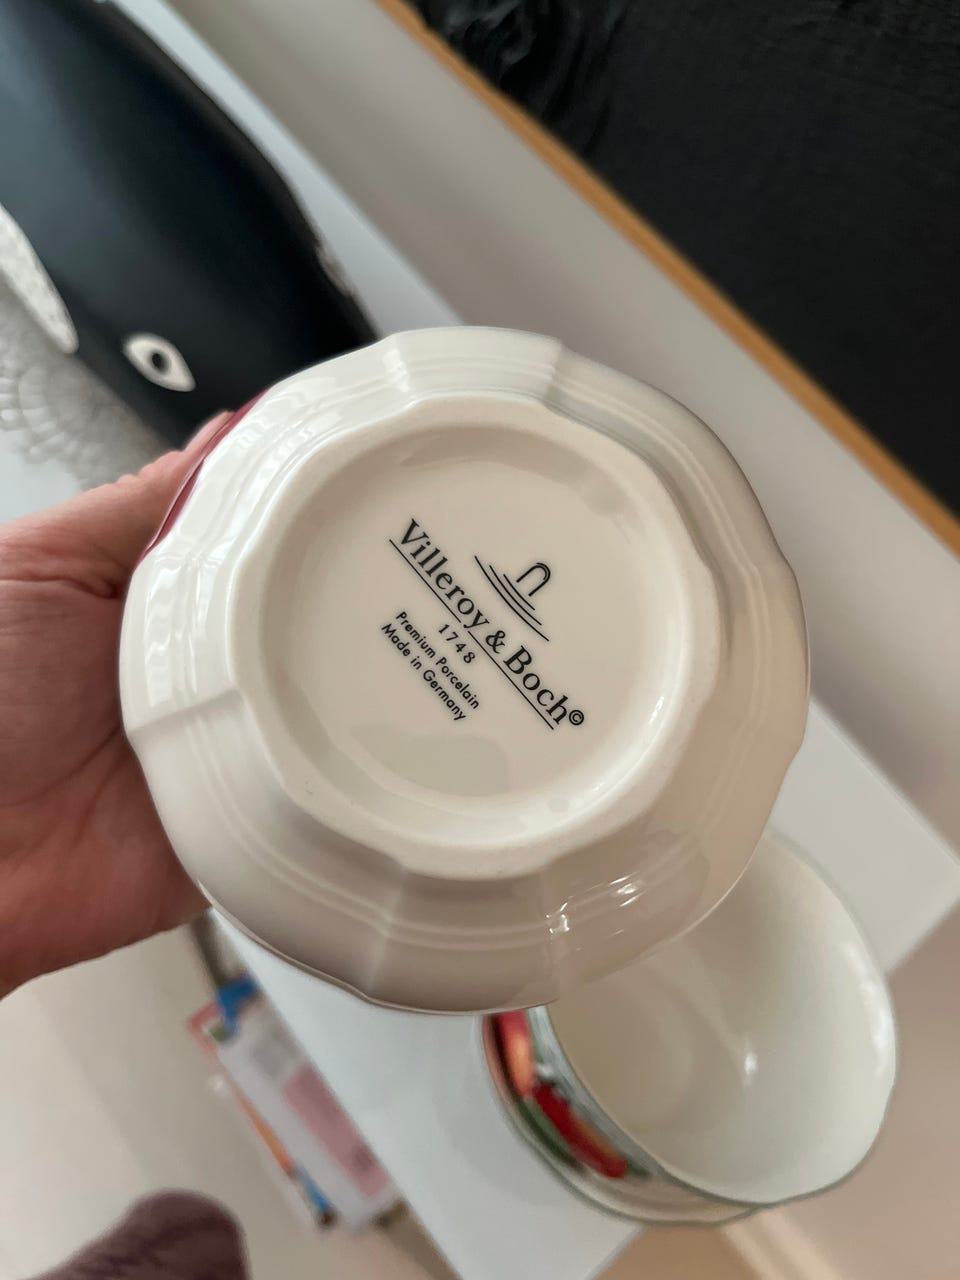 Villeroy & Boch©
1748
Premium Porcelain
Made in Germany